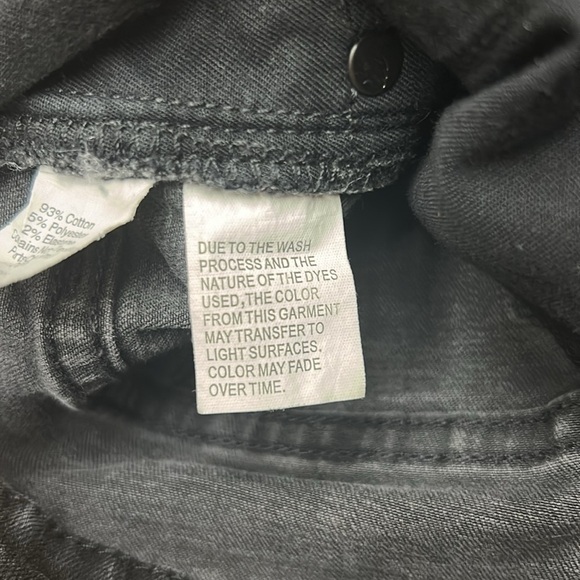 93% Cotton
5% Polyester
2%
DUE TO THE WASH
PROCESS AND THE
NATURE OF THE DYES
USED, THE COLOR
FROM THIS GARMENT
MAY TRANSFER TO
LIGHT SURFACES.
COLOR MAY FADE
OVER TIME.